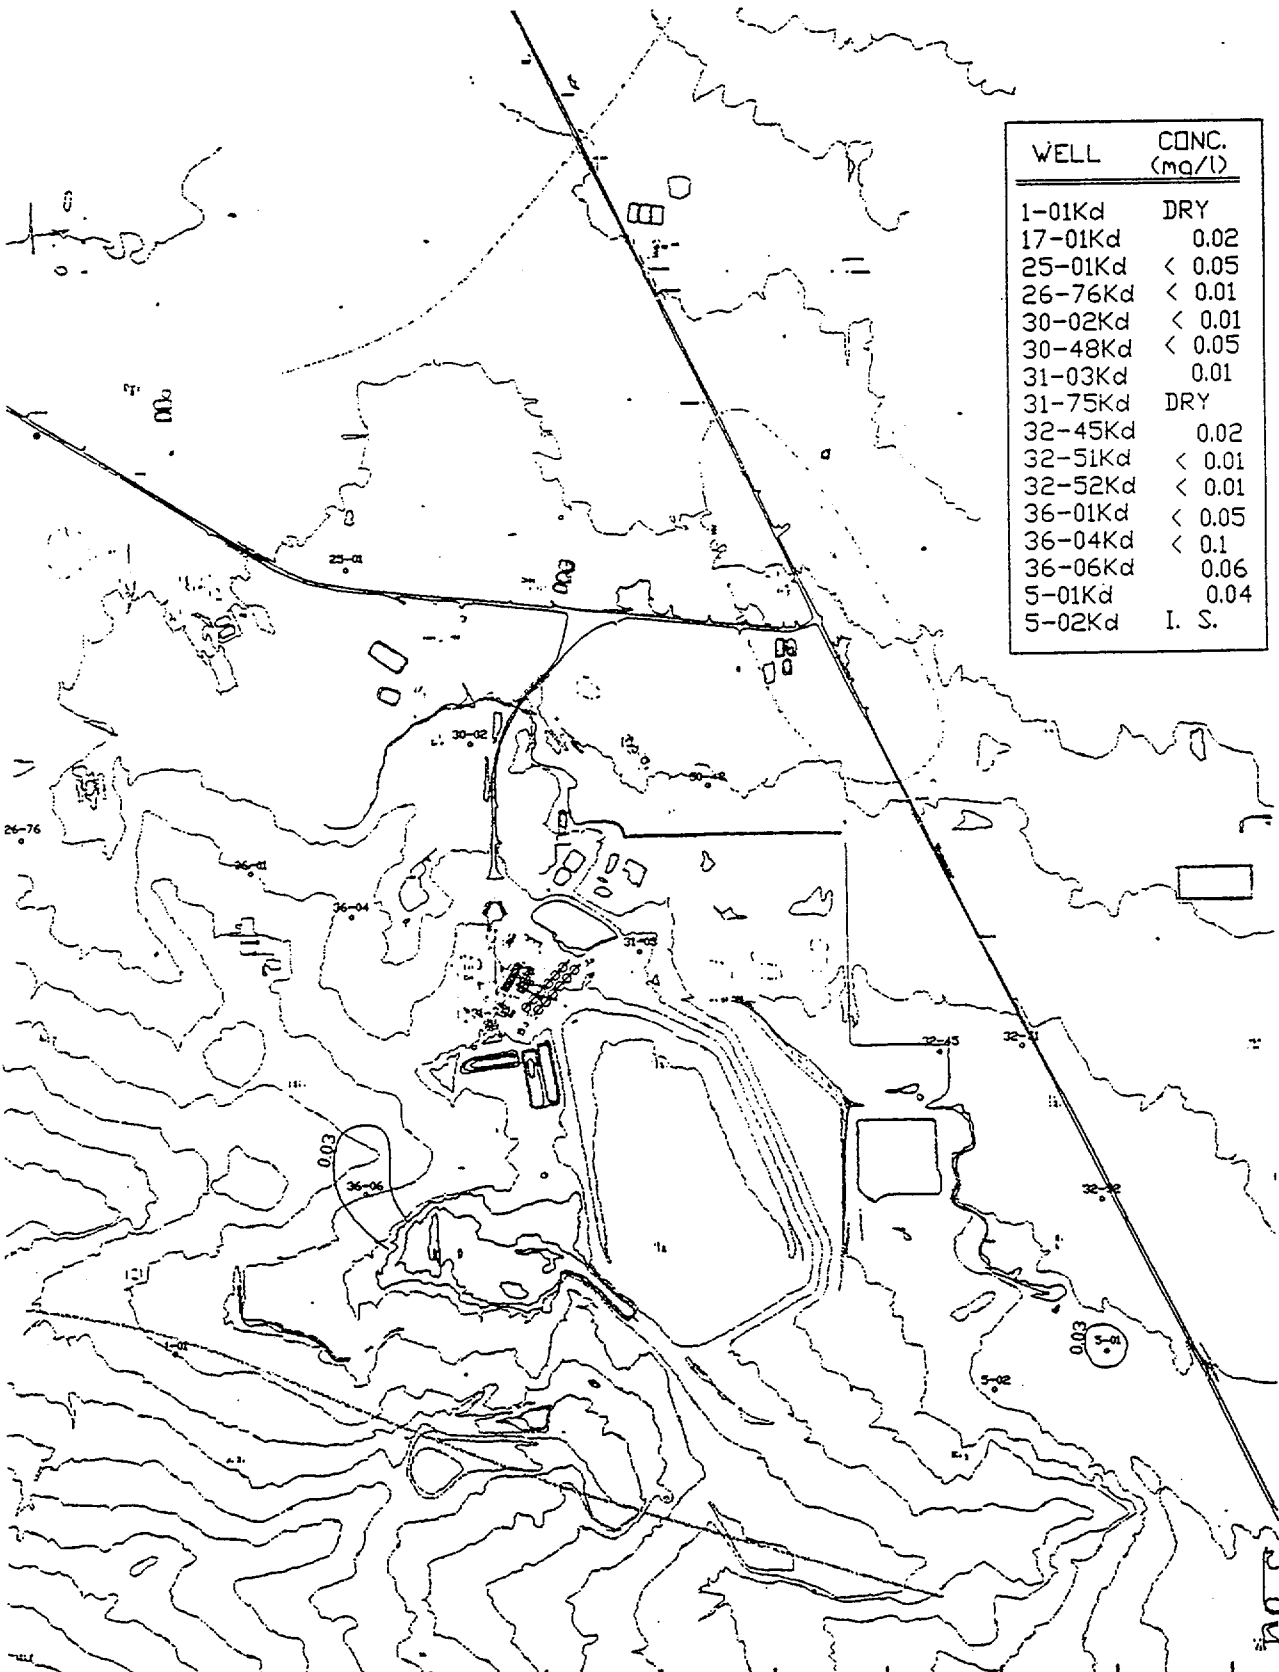 WELL CONC.
(mg/l)
1-01Kd DRY
17-01Kd 0.02
25-01Kd < 0.05
26-76Kd < 0.01
30-02Kd < 0.01
30-48Kd < 0.05
31-03Kd 0.01
31-75Kd DRY
32-45Kd 0.02
32-51Kd < 0.01
32-52Kd < 0.01
36-01Kd < 0.05
36-04Kd < 0.1
36-06Kd 0.06
5-01Kd 0.04
5-02Kd I. S.
25-01
30-02
30-48
26-76
36-01
36-04
31-03
32-45
32-51
0.03
36-06
32-52
1-01
0.03
5-01
5-02